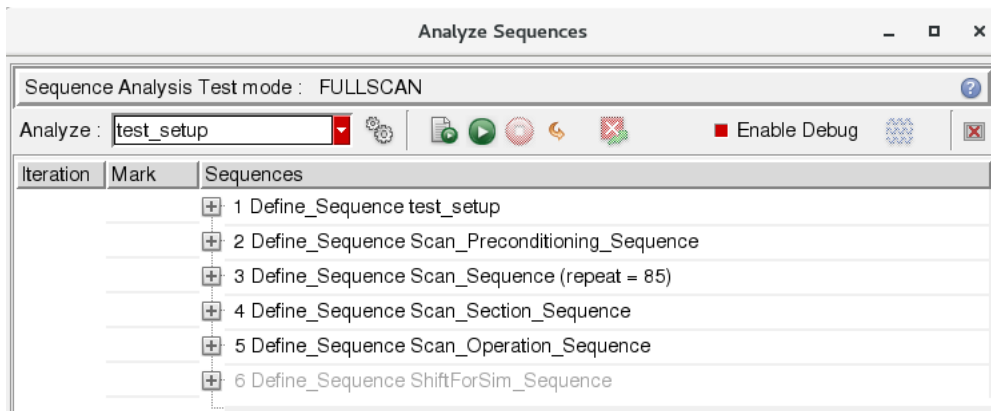 Analyze Sequences
Sequence Analysis Test mode : FULLSCAN
Analyze : test_setup Enable Debug
Iteration Mark Sequences
1 Define_Sequence test_setup
2 Define_Sequence Scan_Preconditioning_Sequence
3 Define_Sequence Scan_Sequence (repeat = 85)
4 Define_Sequence Scan_Section_Sequence
5 Define_Sequence Scan_Operation_Sequence
6 Define_Sequence ShiftForSim_Sequence